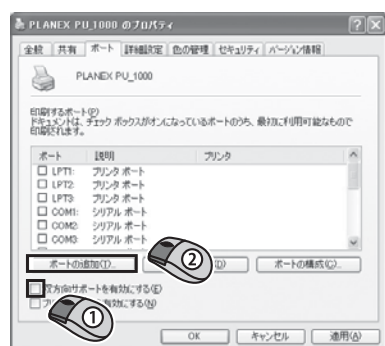 PLANEX PU_1000 のプロパティ
全般 共有 ポート 詳細設定 色の管理 セキュリティ バージョン情報
PLANEX PU_1000
印刷するポート(P)
ドキュメントは、チェック ボックスがオンになっているポートのうち、最初に利用可能なもので
印刷されます。
ポート 説明 プリンタ
LPT1: プリンタ ポート
LPT2: プリンタ ポート
LPT3: プリンタ ポート
COM1: シリアル ポート
COM2: シリアル ポート
COM3: シリアル ポート
ポートの追加(T)... (D) ポートの構成(C)...
②
双方向サポートを有効にする(E)
有効にする(N)
①
OK キャンセル 適用(A)